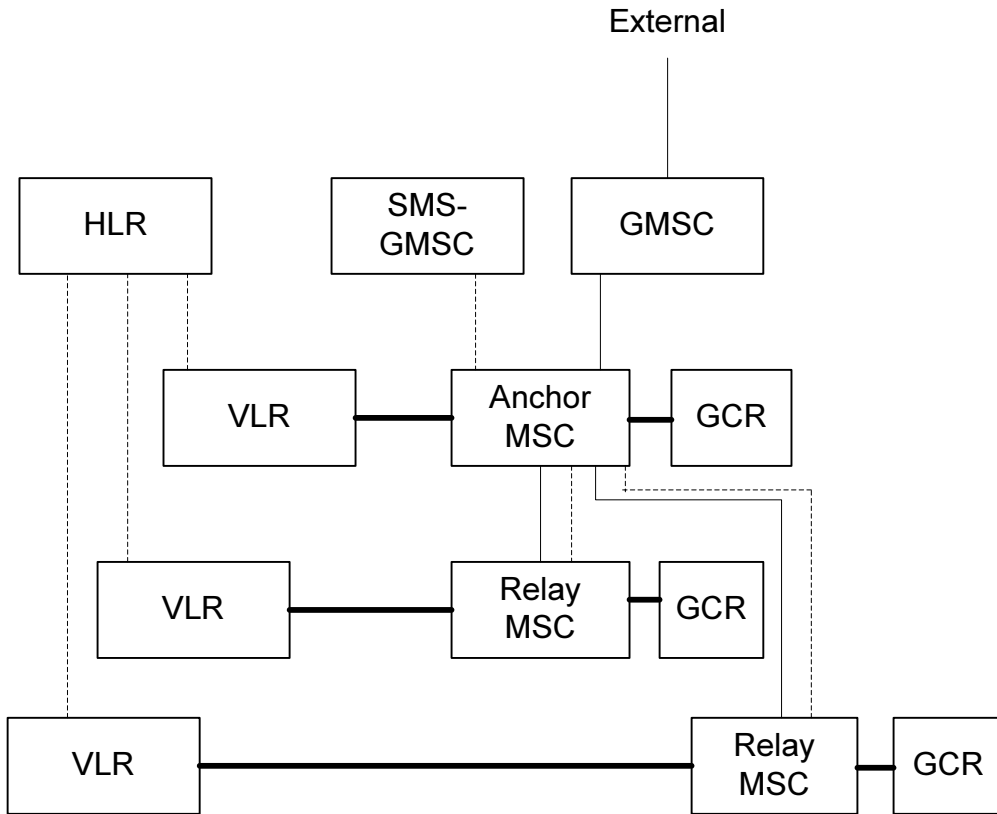 External
HLR
SMS-
GMSC
GMSC
VLR
Anchor
MSC
GCR
VLR
Relay
MSC
GCR
VLR
Relay
MSC
GCR